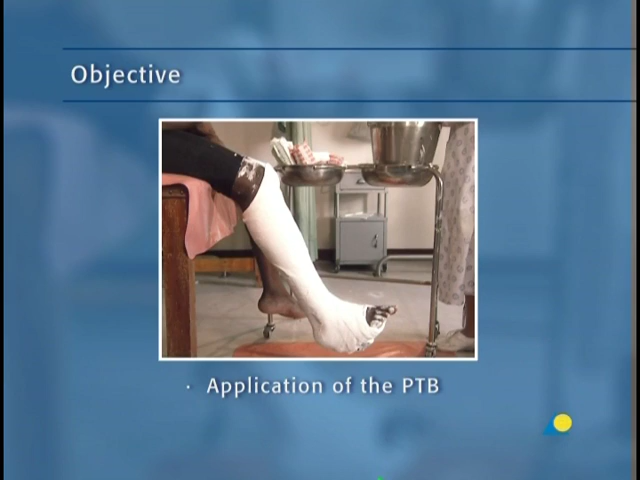 Objective
· Application of the PTB